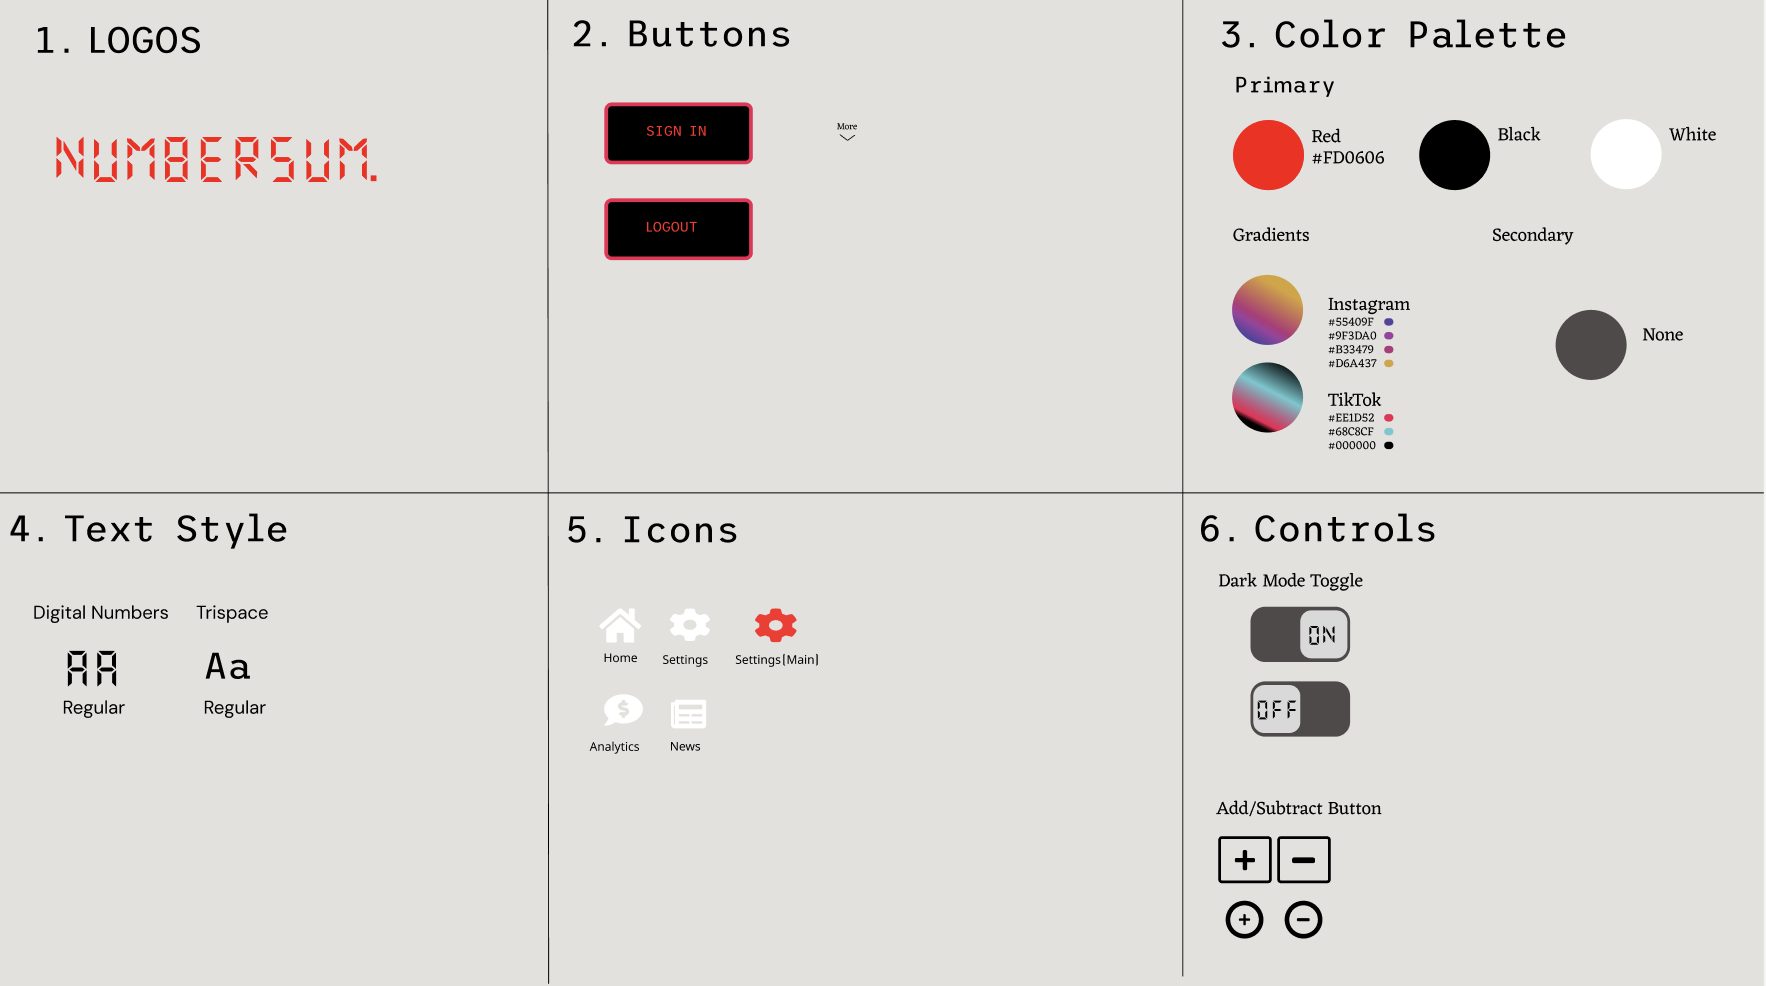 1. LOGOS
NUMBERSUM.
2. Buttons
SIGN IN
More
LOGOUT
3. Color Palette
Primary
Red
#FD0606
Black
White
Gradients
Secondary
Instagram
#55409F
#9F3DA0
#B33479
#D6A437
None
TikTok
#EE1D52
#68C8CF
#000000
4. Text Style
Digital Numbers
Trispace
AA
Aa
Regular
Regular
5. Icons
Home
Settings
Settings(Main)
$
Analytics
News
6. Controls
Dark Mode Toggle
ON
OFF
Add/Subtract Button
+ −
+ −